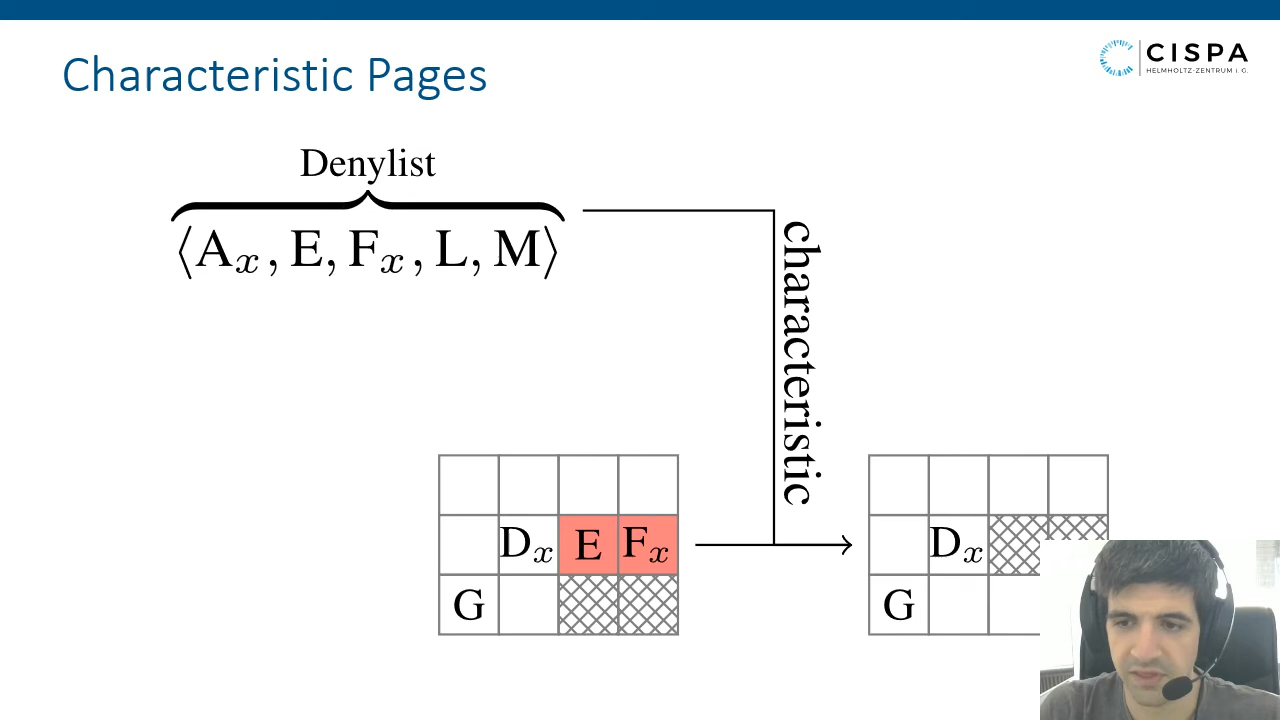 Characteristic Pages
CISPA
HELMHOLTZ-ZENTRUM I. G.
Denylist
⟨Aₓ, E, Fₓ, L, M⟩
characteristic
Dₓ E Fₓ
G
Dₓ
G